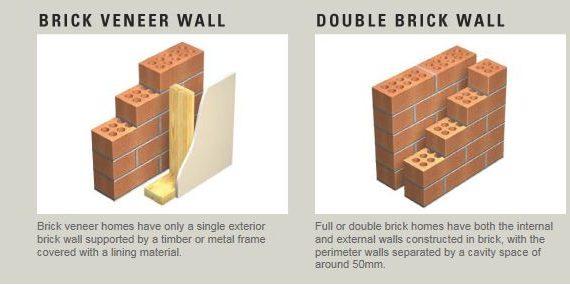 BRICK VENEER WALL
Brick veneer homes have only a single exterior
brick wall supported by a timber or metal frame
covered with a lining material.
DOUBLE BRICK WALL
Full or double brick homes have both the internal
and external walls constructed in brick, with the
perimeter walls separated by a cavity space of
around 50mm.